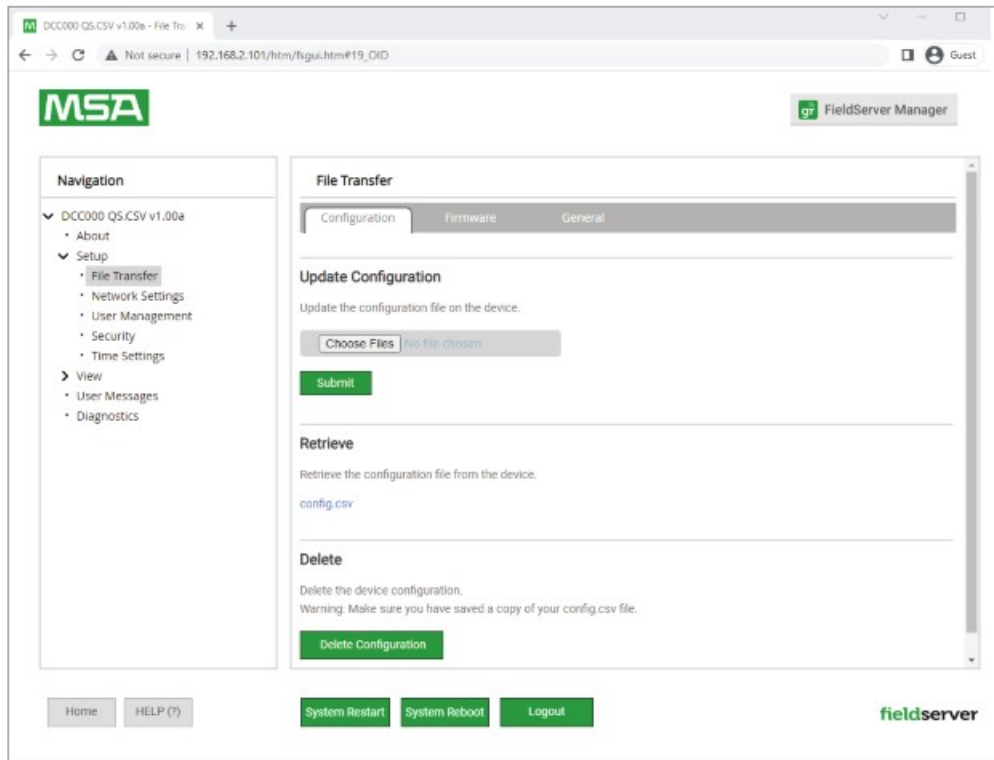 DCC000 QS.CSV v1.00a - File Tra
Not secure | 192.168.2.101/htm/fsgui.htm#19_OID
Guest
MSA
FieldServer Manager
Navigation
DCC000 QS.CSV v1.00a
About
Setup
File Transfer
Network Settings
User Management
Security
Time Settings
View
User Messages
Diagnostics
File Transfer
Configuration Firmware General
Update Configuration
Update the configuration file on the device.
Choose Files No file chosen
Submit
Retrieve
Retrieve the configuration file from the device.
config.csv
Delete
Delete the device configuration.
Warning: Make sure you have saved a copy of your config.csv file.
Delete Configuration
Home HELP (?) System Restart System Reboot Logout
fieldserver